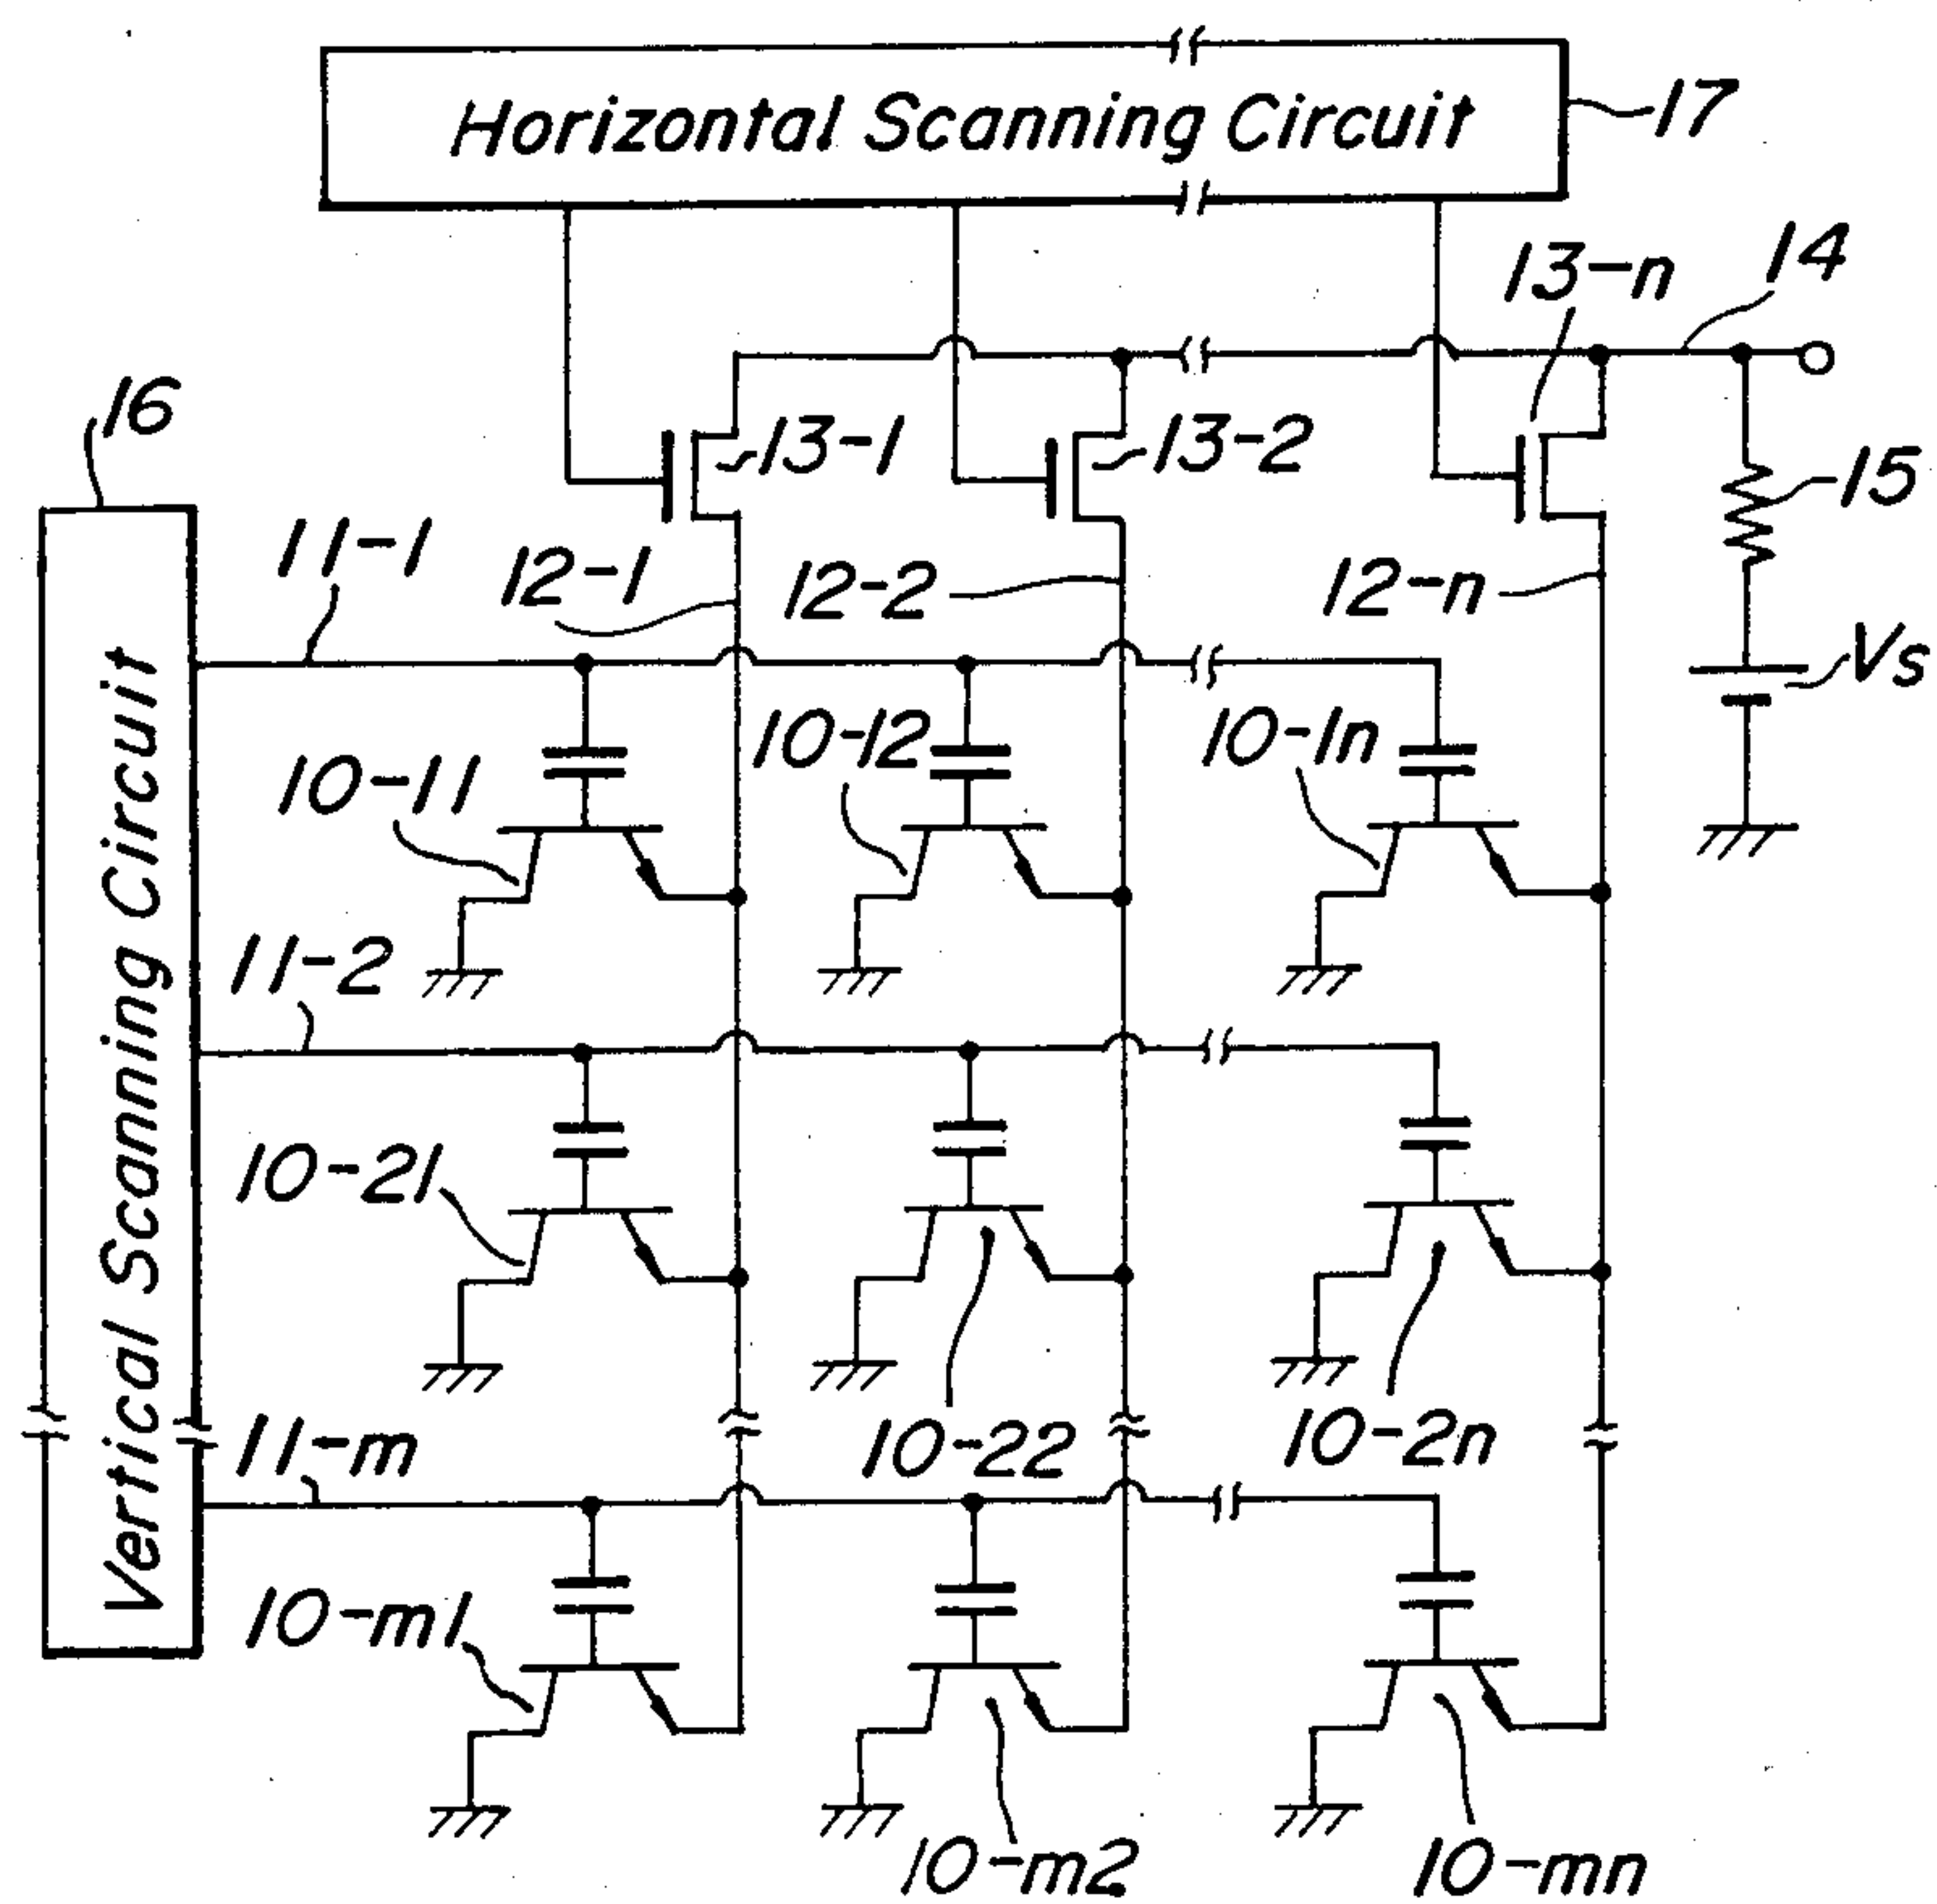 Horizontal Scanning Circuit
17
14
13-n
16
13-1
13-2
15
11-1
12-1
12-2
12-n
Vs
10-11
10-12
10-1n
11-2
Vertical Scanning Circuit
10-21
10-22
10-2n
11-m
10-m1
10-m2
10-mn